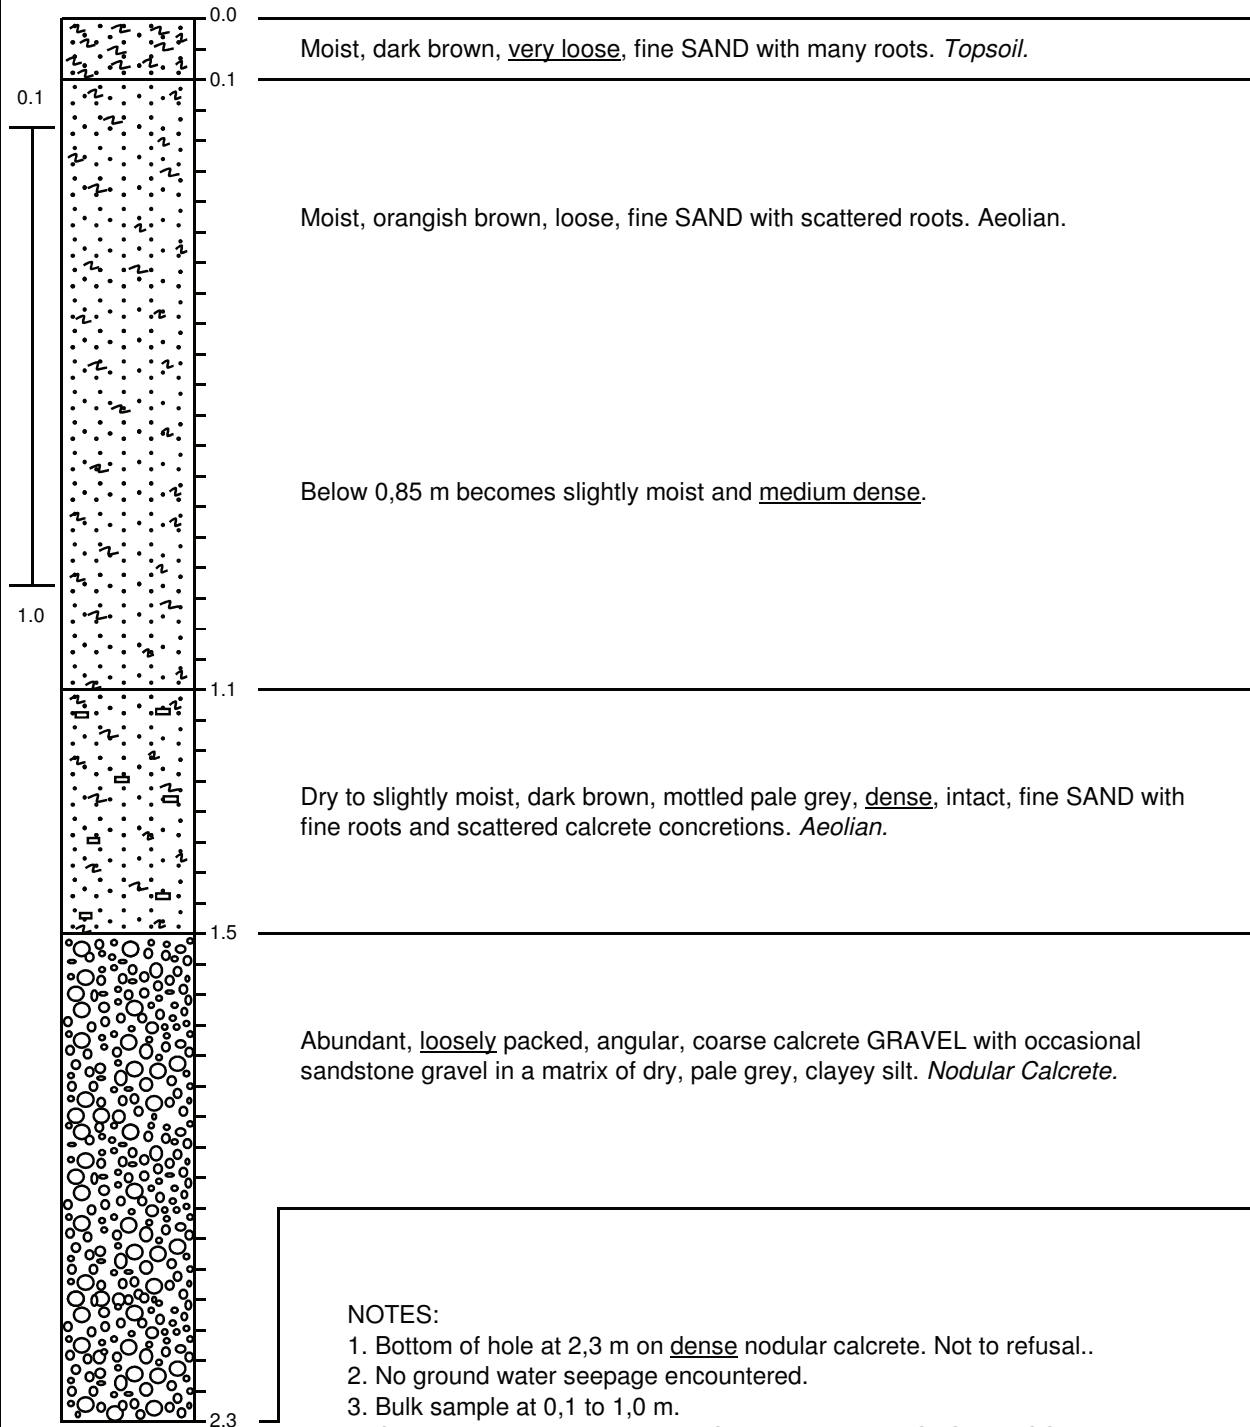 0.0
Moist, dark brown, very loose, fine SAND with many roots. Topsoil.
0.1
0.1
Moist, orangish brown, loose, fine SAND with scattered roots. Aeolian.
Below 0,85 m becomes slightly moist and medium dense.
1.0
1.1
Dry to slightly moist, dark brown, mottled pale grey, dense, intact, fine SAND with
fine roots and scattered calcrete concretions. Aeolian.
1.5
Abundant, loosely packed, angular, coarse calcrete GRAVEL with occasional
sandstone gravel in a matrix of dry, pale grey, clayey silt. Nodular Calcrete.
NOTES:
1. Bottom of hole at 2,3 m on dense nodular calcrete. Not to refusal..
2. No ground water seepage encountered.
3. Bulk sample at 0,1 to 1,0 m.
2.3